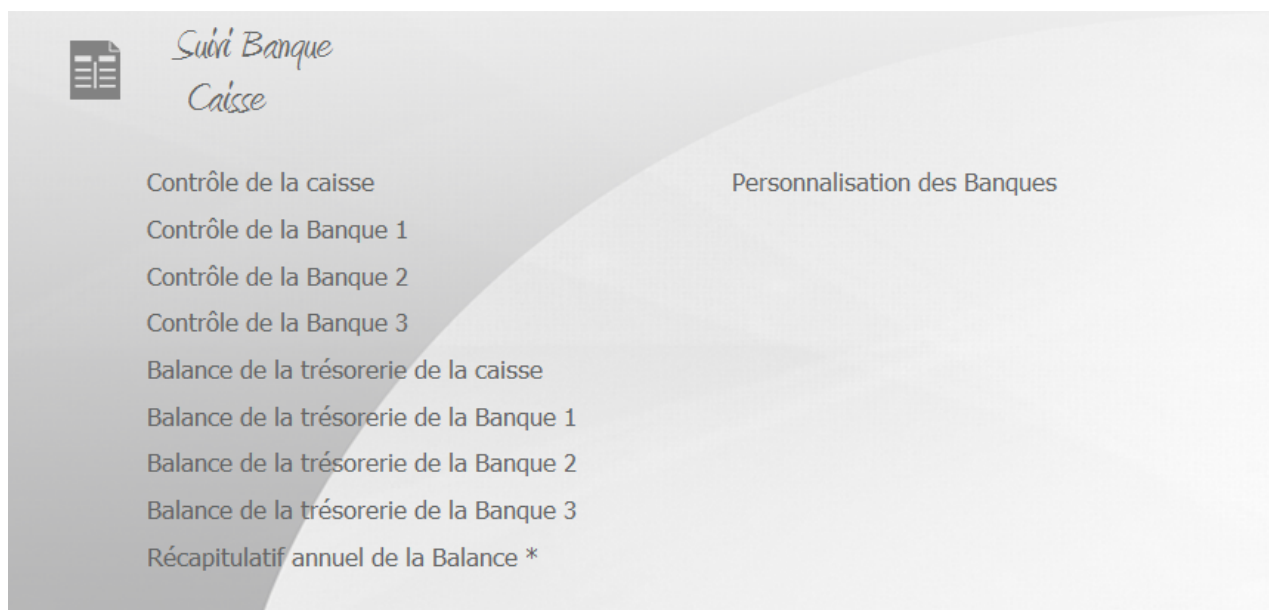 Suivi Banque
Caisse
Contrôle de la caisse
Personnalisation des Banques
Contrôle de la Banque 1
Contrôle de la Banque 2
Contrôle de la Banque 3
Balance de la trésorerie de la caisse
Balance de la trésorerie de la Banque 1
Balance de la trésorerie de la Banque 2
Balance de la trésorerie de la Banque 3
Récapitulatif annuel de la Balance *